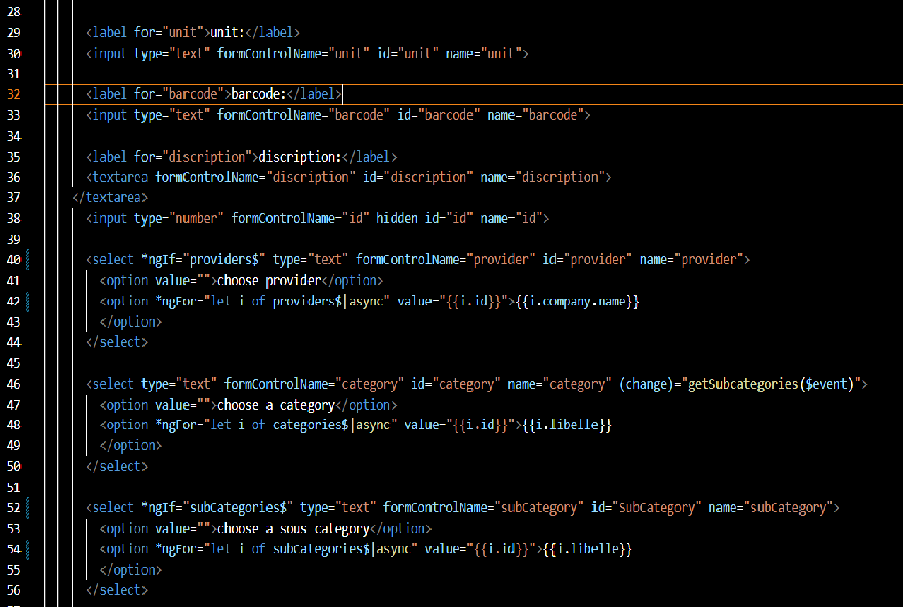 28
29 <label for="unit">unit:</label>
30 <input type="text" formControlName="unit" id="unit" name="unit">
31
32 <label for="barcode">barcode:</label>
33 <input type="text" formControlName="barcode" id="barcode" name="barcode">
34
35 <label for="discription">discription:</label>
36 <textarea formControlName="discription" id="discription" name="discription">
37 </textarea>
38 <input type="number" formControlName="id" hidden id="id" name="id">
39
40 <select *ngIf="providers$" type="text" formControlName="provider" id="provider" name="provider">
41 <option value="">choose provider</option>
42 <option *ngFor="let i of providers$|async" value="{{i.id}}">{{i.company.name}}
43 </option>
44 </select>
45
46 <select type="text" formControlName="category" id="category" name="category" (change)="getSubcategories($event)">
47 <option value="">choose a category</option>
48 <option *ngFor="let i of categories$|async" value="{{i.id}}">{{i.libelle}}
49 </option>
50 </select>
51
52 <select *ngIf="subCategories$" type="text" formControlName="subCategory" id="SubCategory" name="subCategory">
53 <option value="">choose a sous category</option>
54 <option *ngFor="let i of subCategories$|async" value="{{i.id}}">{{i.libelle}}
55 </option>
56 </select>